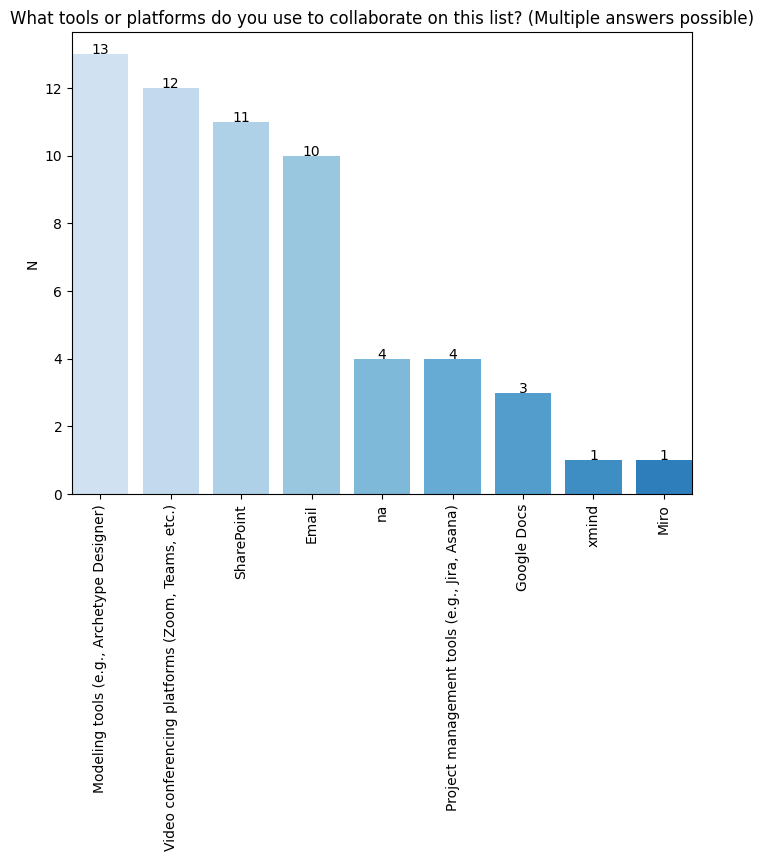 What tools or platforms do you use to collaborate on this list? (Multiple answers possible)
13
12
11
10
4
4
3
1
1
12
10
8
6
4
2
0
N
Modeling tools (e.g., Archetype Designer)
Video conferencing platforms (Zoom, Teams, etc.)
SharePoint
Email
na
Project management tools (e.g., Jira, Asana)
Google Docs
xmind
Miro